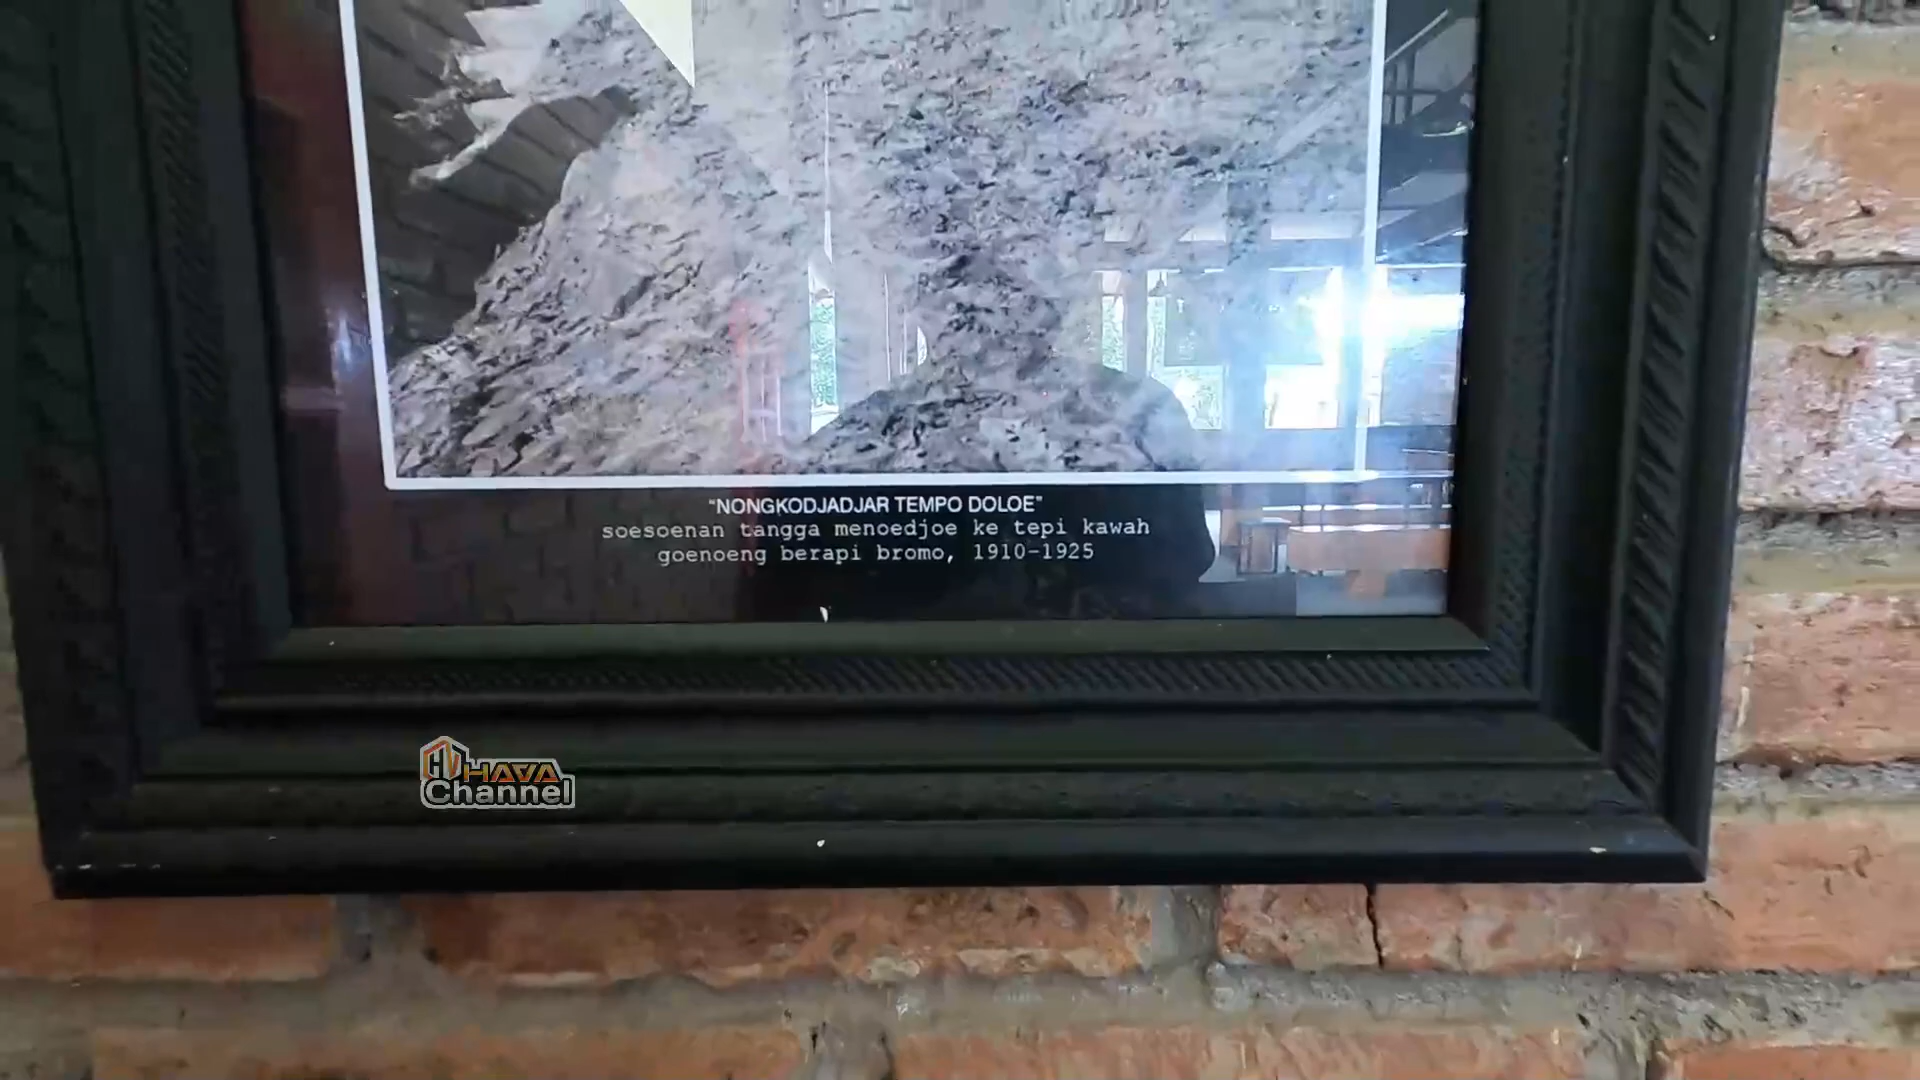 "NONGKODJADJAR TEMPO DOLOE"
soesoenan tangga menoedjoe ke tepi kawah
goenoeng berapi bromo, 1910-1925
HAVA
Channel